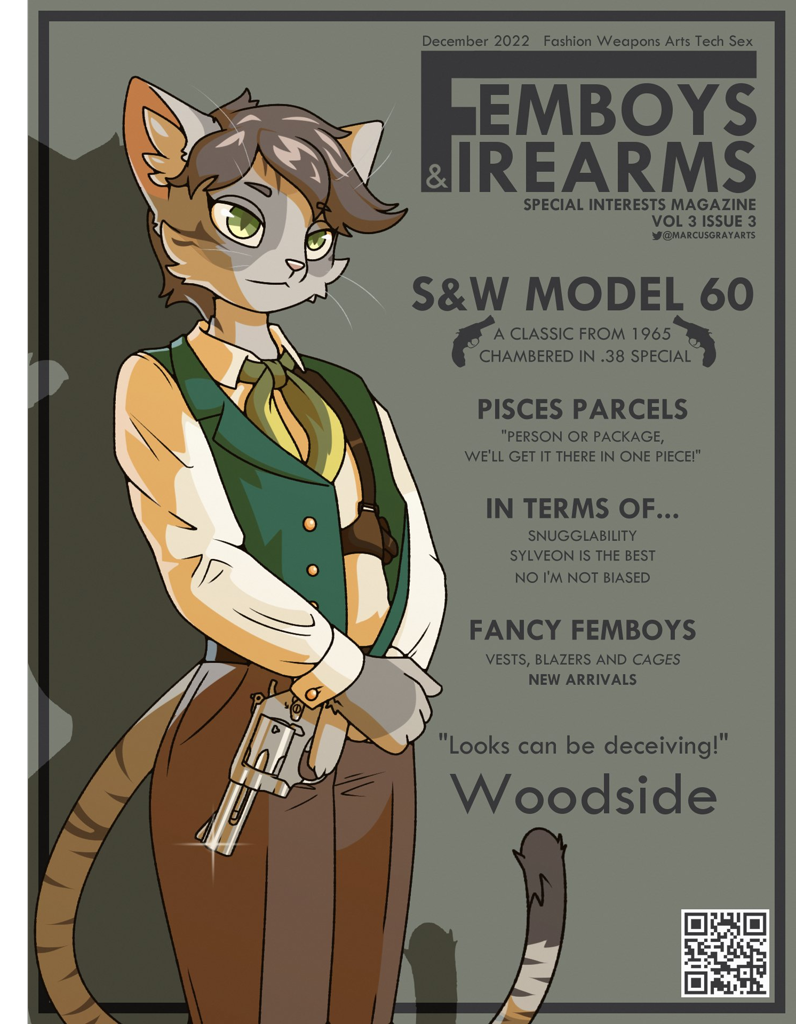 December 2022 Fashion Weapons Arts Tech Sex
FEMBOYS
&FIREARMS
SPECIAL INTERESTS MAGAZINE
VOL 3 ISSUE 3
@MARCUSGRAYARTS
S&W MODEL 60
A CLASSIC FROM 1965
CHAMBERED IN .38 SPECIAL
PISCES PARCELS
"PERSON OR PACKAGE,
WE'LL GET IT THERE IN ONE PIECE!"
IN TERMS OF...
SNUGGLABILITY
SYLVEON IS THE BEST
NO I'M NOT BIASED
FANCY FEMBOYS
VESTS, BLAZERS AND CAGES
NEW ARRIVALS
"Looks can be deceiving!"
Woodside